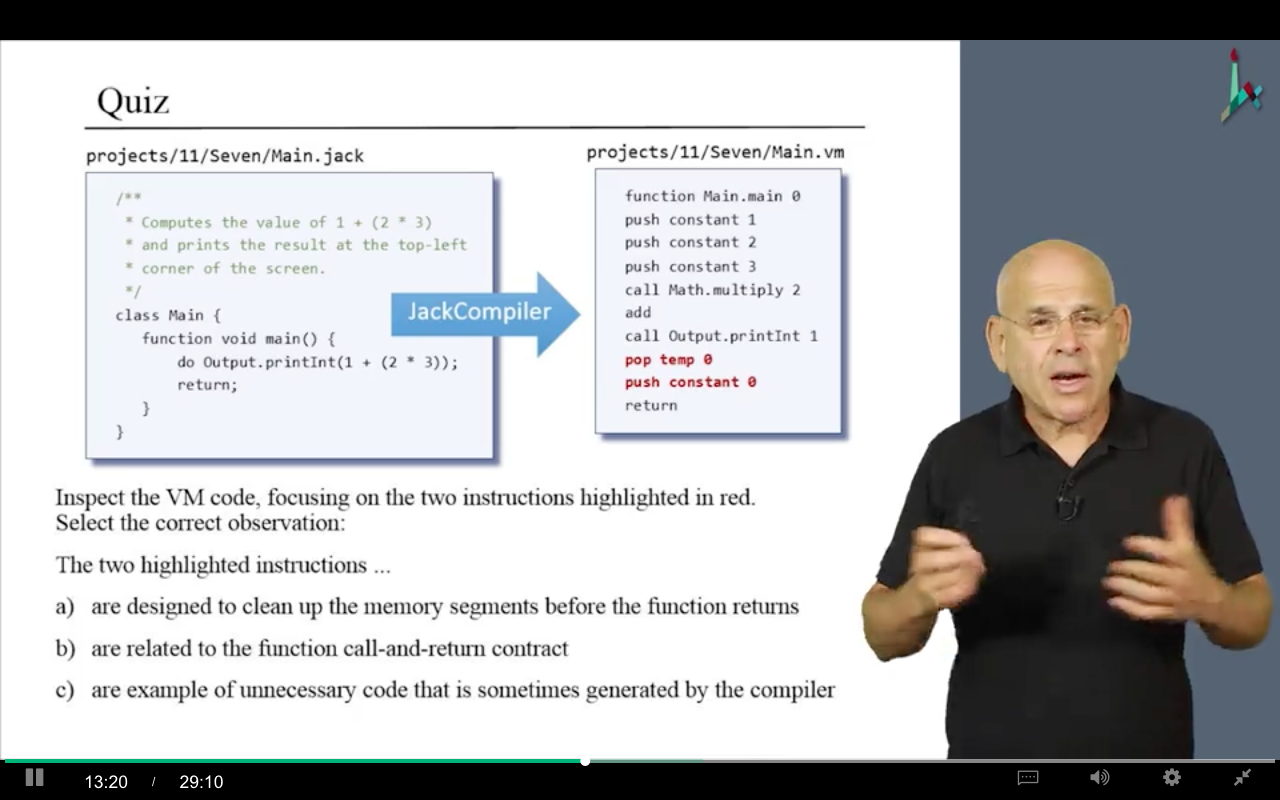 Quiz
projects/11/Seven/Main.jack
/**
* Computes the value of 1 + (2 * 3)
* and prints the result at the top-left
* corner of the screen.
*/
class Main {
function void main() {
do Output.printInt(1 + (2 * 3));
return;
}
}
JackCompiler
projects/11/Seven/Main.vm
function Main.main 0
push constant 1
push constant 2
push constant 3
call Math.multiply 2
add
call Output.printInt 1
pop temp 0
push constant 0
return
Inspect the VM code, focusing on the two instructions highlighted in red.
Select the correct observation:
The two highlighted instructions ...
a) are designed to clean up the memory segments before the function returns
b) are related to the function call-and-return contract
c) are example of unnecessary code that is sometimes generated by the compiler
13:20 / 29:10